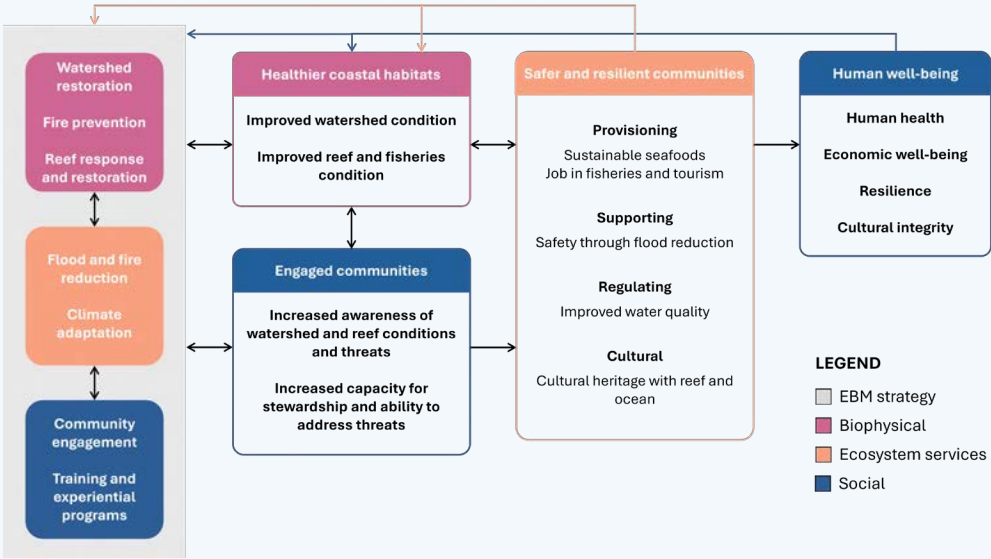 Watershed
restoration
Fire prevention
Reef response
and restoration
Flood and fire
reduction
Climate
adaptation
Community
engagement
Training and
experiential
programs
Healthier coastal habitats
Improved watershed condition
Improved reef and fisheries
condition
Engaged communities
Increased awareness of
watershed and reef conditions
and threats
Increased capacity for
stewardship and ability to
address threats
Safer and resilient communities
Provisioning
Sustainable seafoods
Job in fisheries and tourism
Supporting
Safety through flood reduction
Regulating
Improved water quality
Cultural
Cultural heritage with reef and
ocean
Human well-being
Human health
Economic well-being
Resilience
Cultural integrity
LEGEND
EBM strategy
Biophysical
Ecosystem services
Social